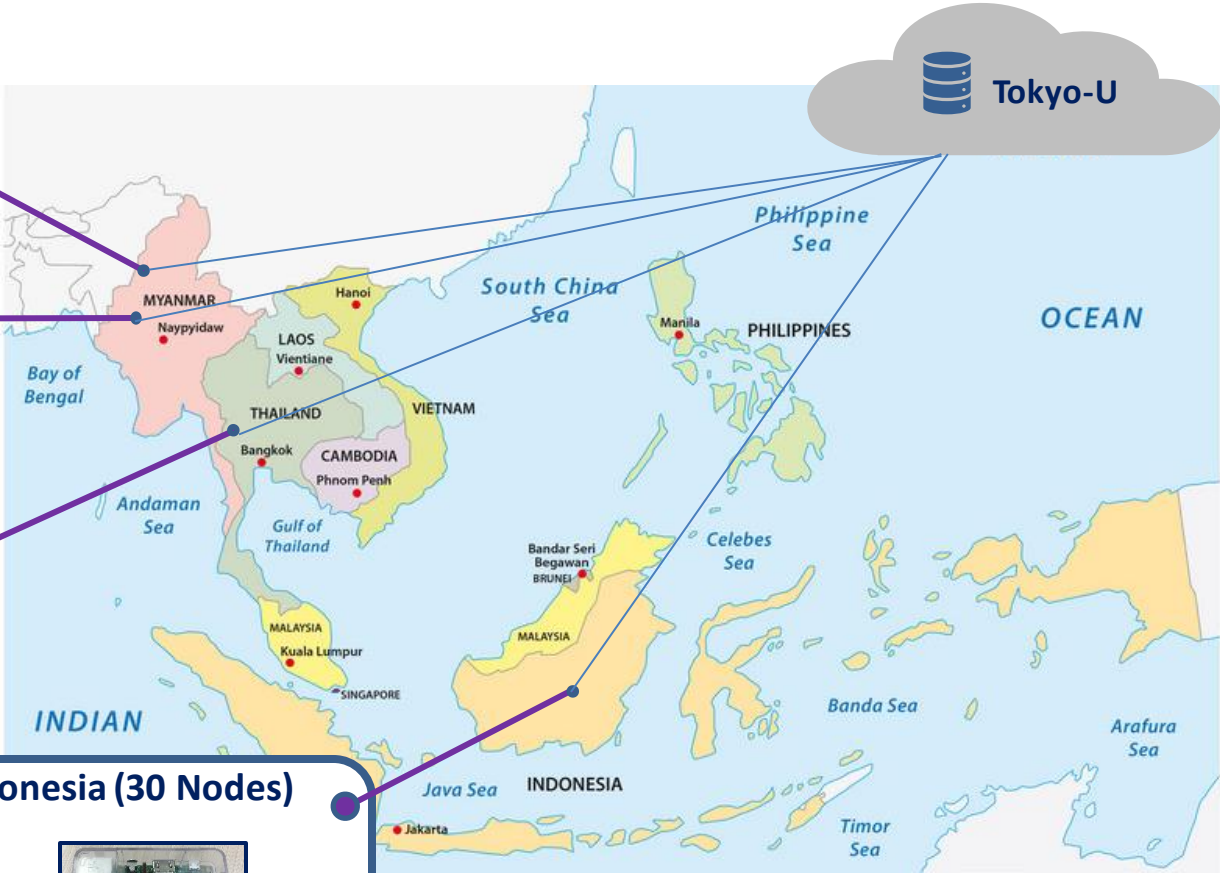 Tokyo-U
Philippine
Sea
South China
Sea
OCEAN
MYANMAR
Naypyidaw
Hanoi
LAOS
Vientiane
Manila
PHILIPPINES
Bay of
Bengal
THAILAND
VIETNAM
Bangkok
CAMBODIA
Phnom Penh
Andaman
Sea
Gulf of
Thailand
Bandar Seri
Begawan
BRUNEI
Celebes
Sea
MALAYSIA
Kuala Lumpur
MALAYSIA
SINGAPORE
INDIAN
Banda Sea
Arafura
Sea
onesia (30 Nodes)
Java Sea
INDONESIA
Jakarta
Timor
Sea